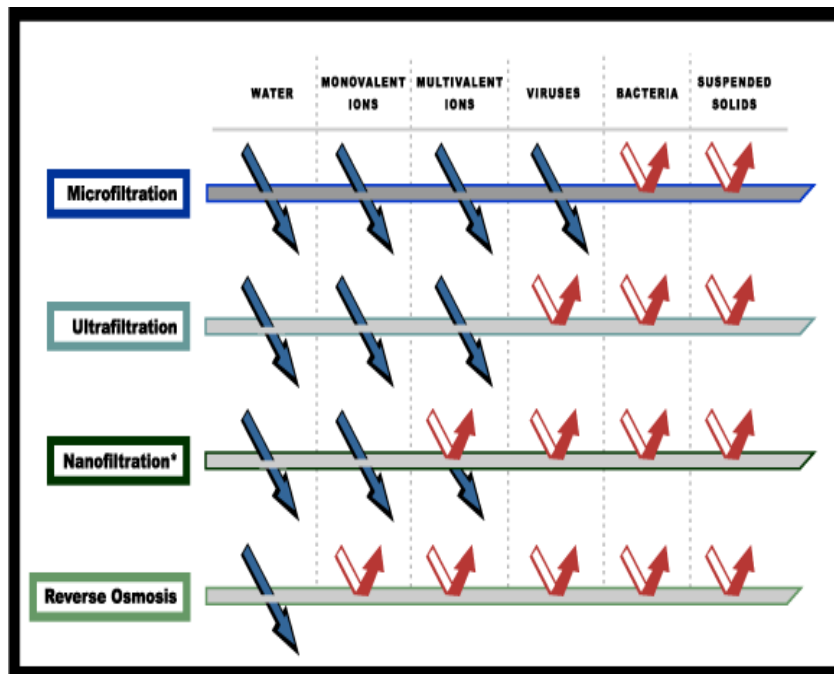 WATER
MONOVALENT
IONS
MULTIVALENT
IONS
VIRUSES
BACTERIA
SUSPENDED
SOLIDS
Microfiltration
Ultrafiltration
Nanofiltration*
Reverse Osmosis